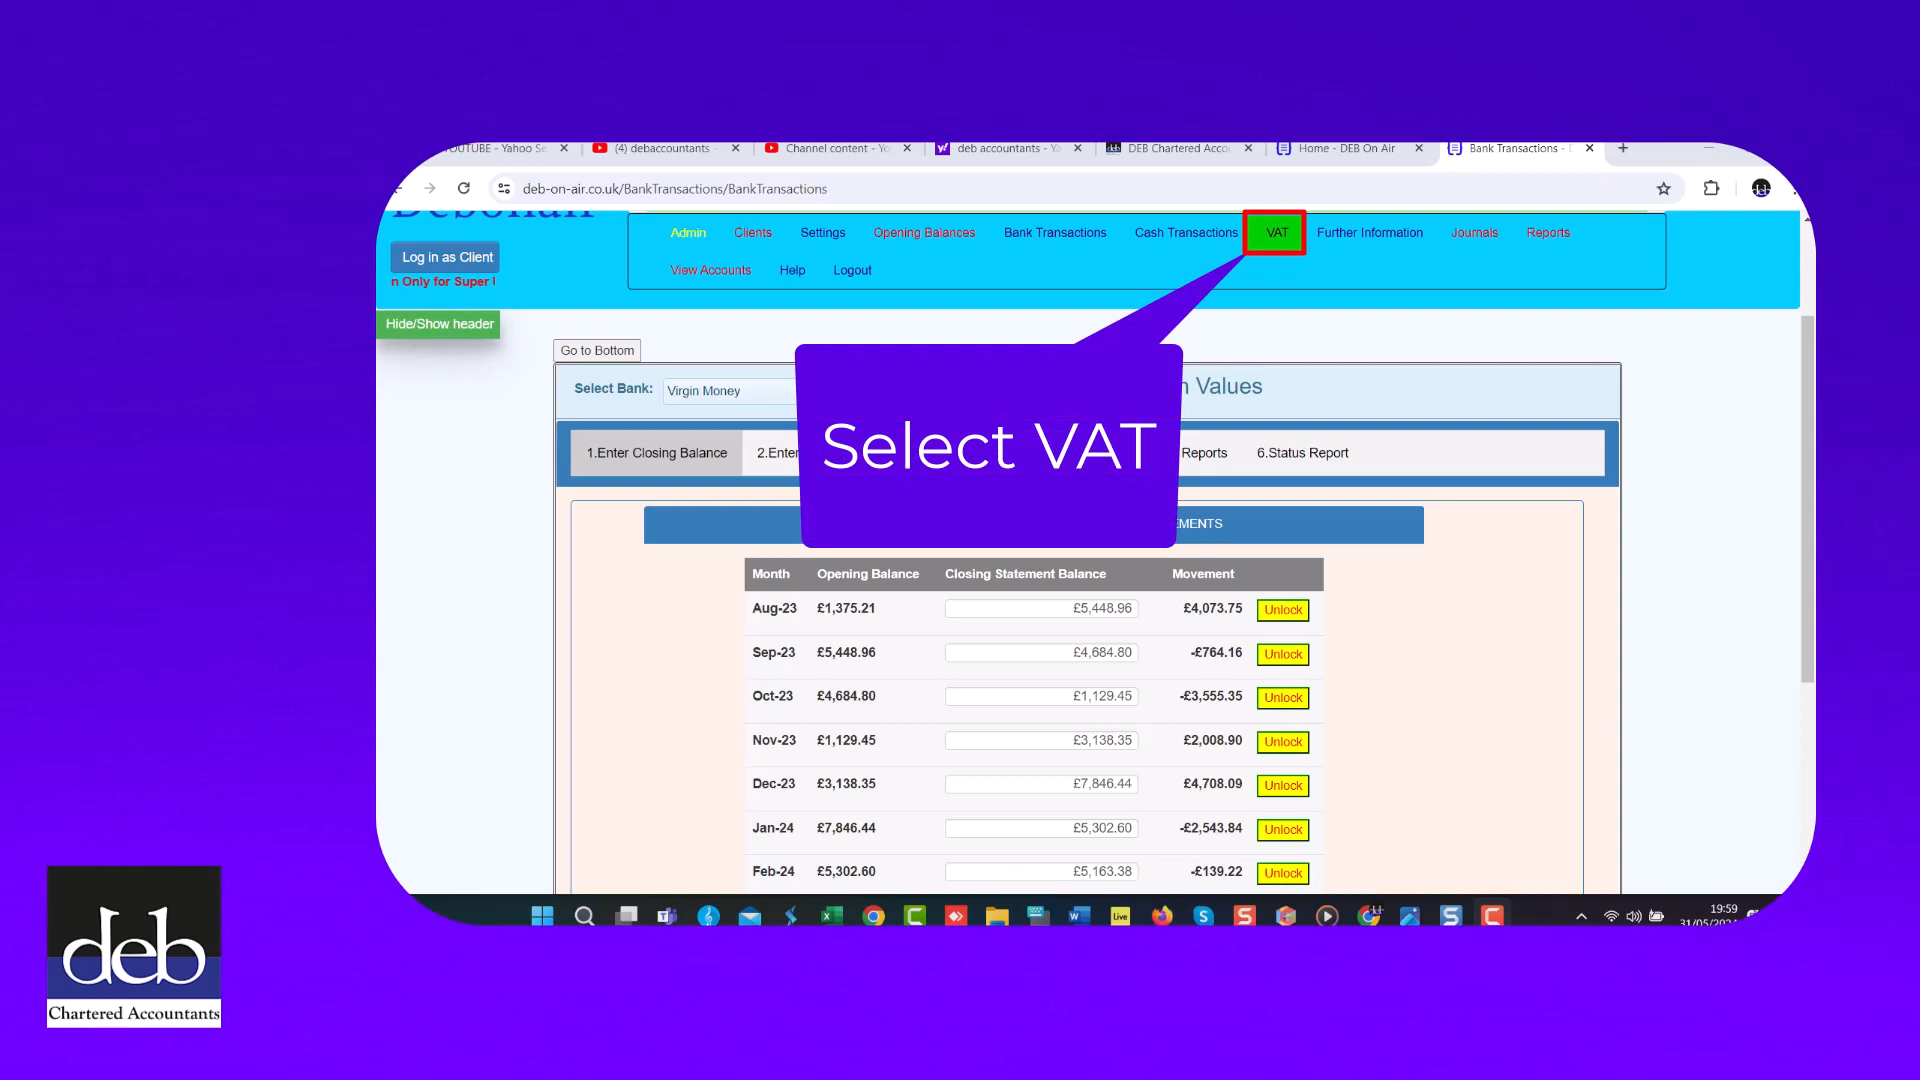 OUTUBE - Yahoo Se
(4) debaccountants -
Channel content - Yo
deb accountants - Ya
DEB Chartered Acco
Home - DEB On Air
Bank Transactions -
deb-on-air.co.uk/BankTransactions/BankTransactions
Debonair
Log in as Client
n Only for Super U
Admin Clients Settings Opening Balances Bank Transactions Cash Transactions VAT Further Information Journals Reports
View Accounts Help Logout
Hide/Show header
Go to Bottom
Select Bank: Virgin Money
n Values
Select VAT
1.Enter Closing Balance 2.Enter Reports 6.Status Report
EMENTS
Month Opening Balance Closing Statement Balance Movement
Aug-23 £1,375.21 £5,448.96 £4,073.75 Unlock
Sep-23 £5,448.96 £4,684.80 -£764.16 Unlock
Oct-23 £4,684.80 £1,129.45 -£3,555.35 Unlock
Nov-23 £1,129.45 £3,138.35 £2,008.90 Unlock
Dec-23 £3,138.35 £7,846.44 £4,708.09 Unlock
Jan-24 £7,846.44 £5,302.60 -£2,543.84 Unlock
Feb-24 £5,302.60 £5,163.38 -£139.22 Unlock
Live
19:59
deb
Chartered Accountants